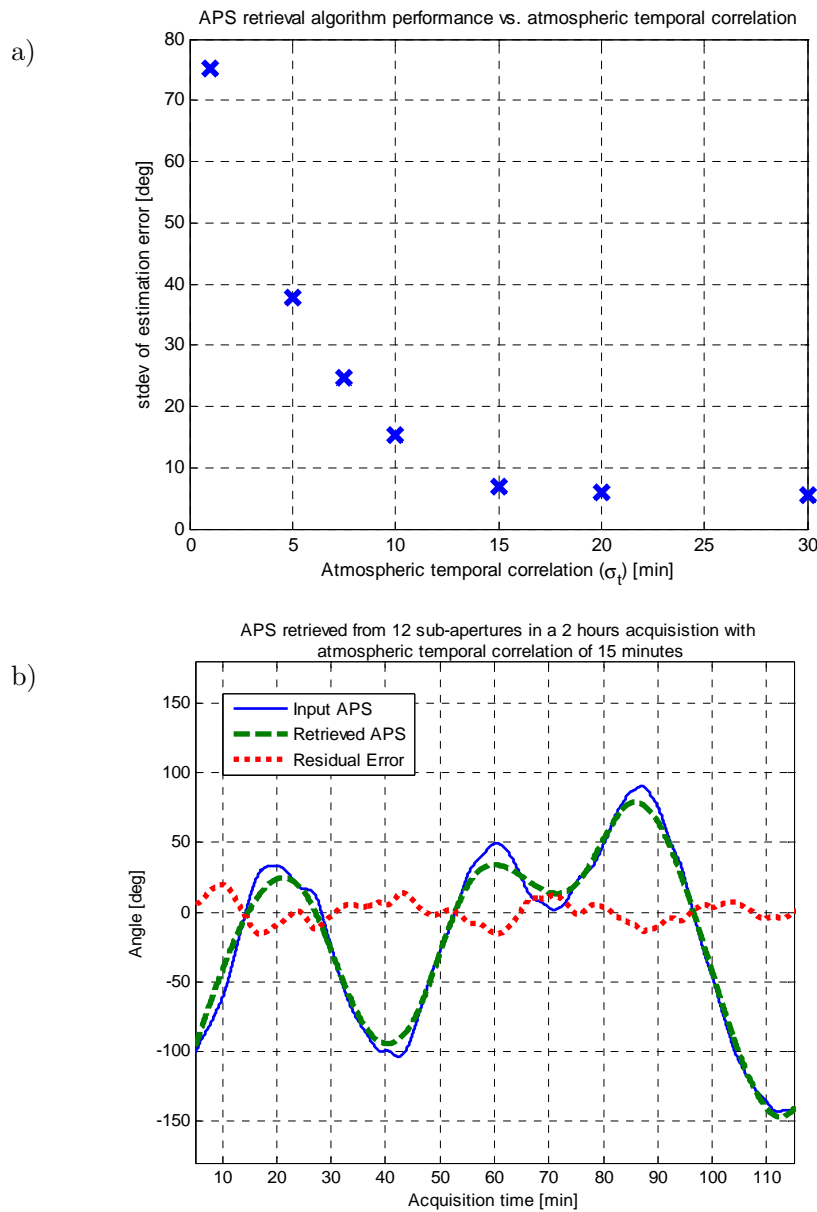 a)
APS retrieval algorithm performance vs. atmospheric temporal correlation
80
70
60
50
40
30
20
10
0
stdev of estimation error [deg]
0 5 10 15 20 25 30
Atmospheric temporal correlation (σt) [min]
b)
APS retrieved from 12 sub-apertures in a 2 hours acquisistion with
atmospheric temporal correlation of 15 minutes
150
100
50
0
-50
-100
-150
Angle [deg]
Input APS
Retrieved APS
Residual Error
10 20 30 40 50 60 70 80 90 100 110
Acquisition time [min]